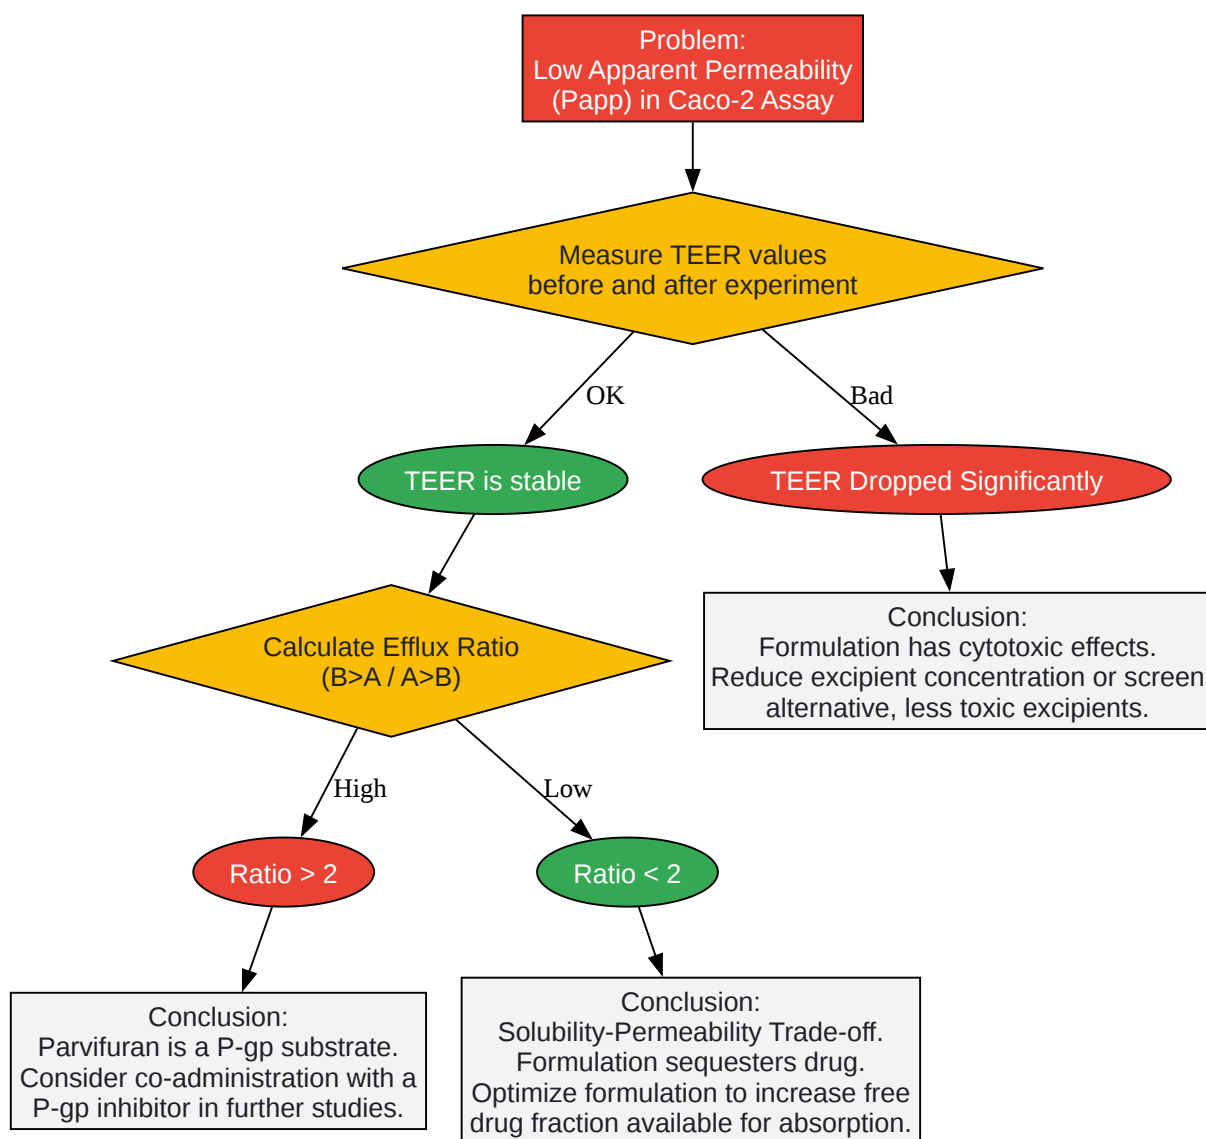 Problem:
Low Apparent Permeability
(Papp) in Caco-2 Assay
Measure TEER values
before and after experiment
OK
Bad
TEER is stable
TEER Dropped Significantly
Calculate Efflux Ratio
(B>A / A>B)
Conclusion:
Formulation has cytotoxic effects.
Reduce excipient concentration or screen
alternative, less toxic excipients.
High
Low
Ratio > 2
Ratio < 2
Conclusion:
Parvifuran is a P-gp substrate.
Consider co-administration with a
P-gp inhibitor in further studies.
Conclusion:
Solubility-Permeability Trade-off.
Formulation sequesters drug.
Optimize formulation to increase free
drug fraction available for absorption.